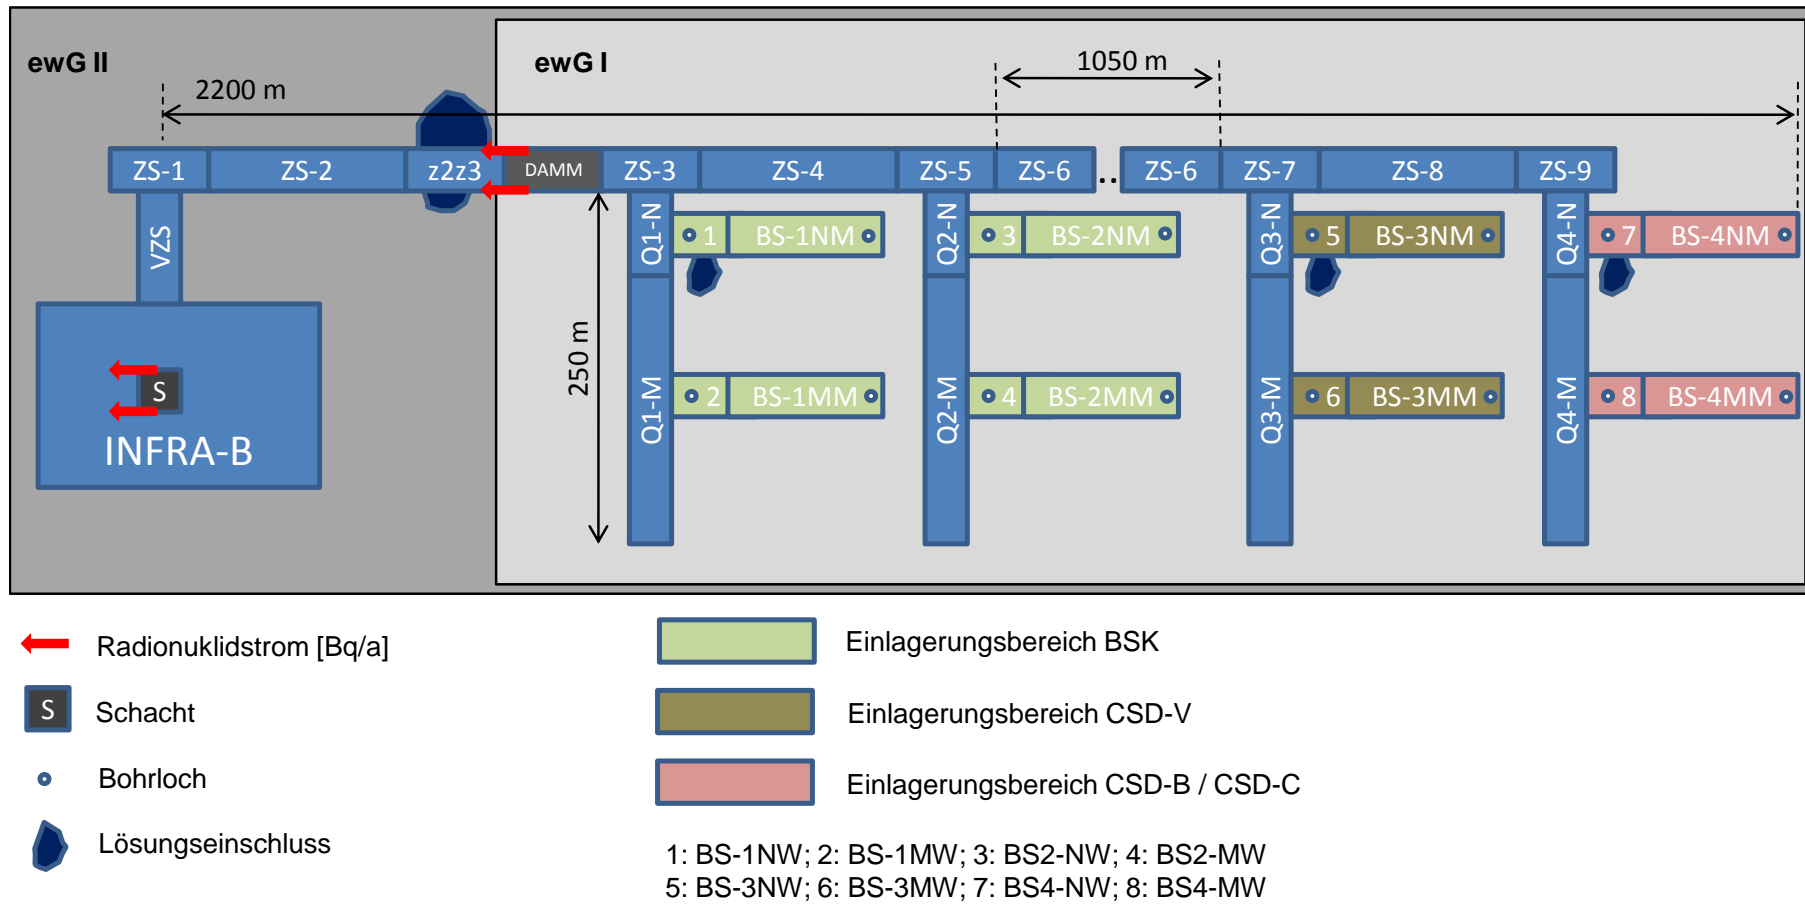 ewG II
ewG I
1050 m
2200 m
ZS-1
ZS-2
z2z3
DAMM
ZS-3
ZS-4
ZS-5
ZS-6
..
ZS-6
ZS-7
ZS-8
ZS-9
VZS
Q1-N
1
BS-1NM
Q2-N
3
BS-2NM
Q3-N
5
BS-3NM
Q4-N
7
BS-4NM
250 m
S
INFRA-B
Q1-M
2
BS-1MM
Q2-M
4
BS-2MM
Q3-M
6
BS-3MM
Q4-M
8
BS-4MM
Radionuklidstrom [Bq/a]
S
Schacht
Bohrloch
Lösungseinschluss
Einlagerungsbereich BSK
Einlagerungsbereich CSD-V
Einlagerungsbereich CSD-B / CSD-C
1: BS-1NW; 2: BS-1MW; 3: BS2-NW; 4: BS2-MW
5: BS-3NW; 6: BS-3MW; 7: BS4-NW; 8: BS4-MW